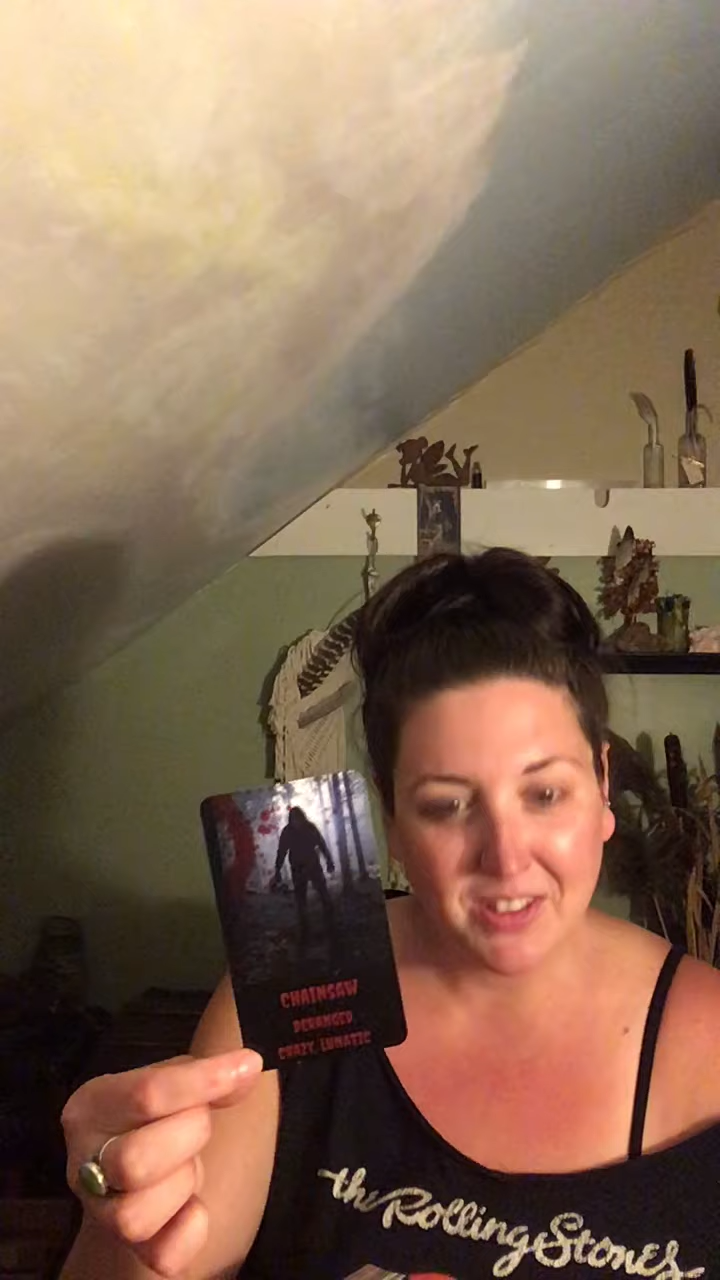 CHAINSAW
DERANGED
CRAZY, LUNATIC
the Rolling Stones